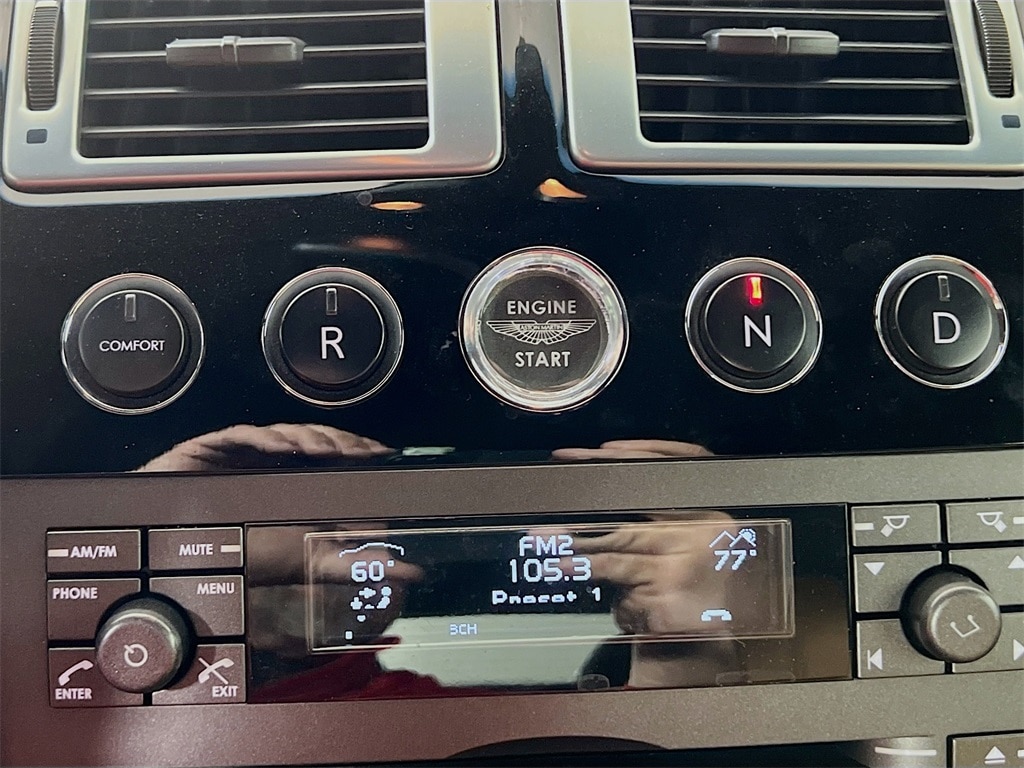 COMFORT
R
ENGINE
ASTON MARTIN
START
N
D
AM/FM
MUTE
PHONE
MENU
ENTER
EXIT
60°
FM2
105.3
Preset 1
77°